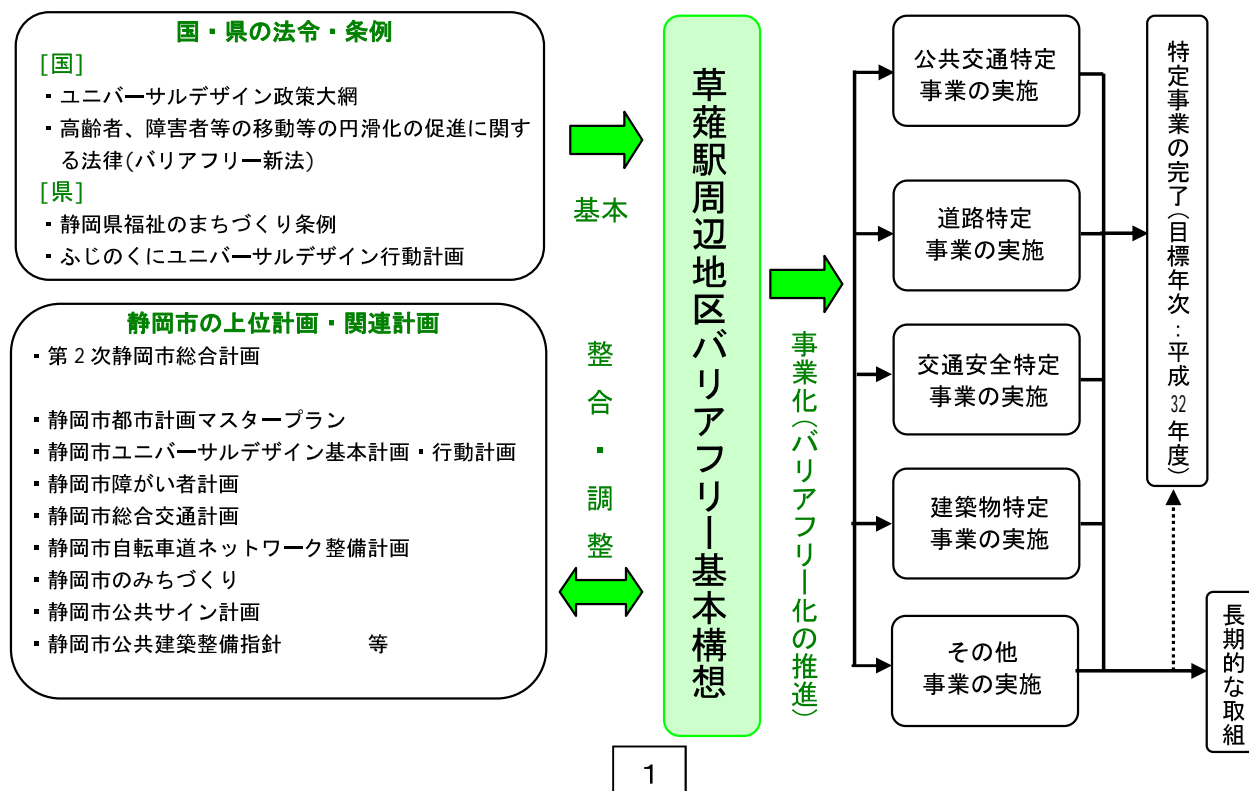 国・県の法令・条例
[国]
・ユニバーサルデザイン政策大網
・高齢者、障害者等の移動等の円滑化の促進に関す
る法律(バリアフリー新法)
[県]
・静岡県福祉のまちづくり条例
・ふじのくにユニバーサルデザイン行動計画
静岡市の上位計画・関連計画
・第２次静岡市総合計画
・静岡市都市計画マスタープラン
・静岡市ユニバーサルデザイン基本計画・行動計画
・静岡市障がい者計画
・静岡市総合交通計画
・静岡市自転車道ネットワーク整備計画
・静岡市のみちづくり
・静岡市公共サイン計画
・静岡市公共建築整備指針　　　等
基本
整合・調整
草薙駅周辺地区バリアフリー基本構想
事業化(バリアフリー化の推進)
公共交通特定
事業の実施
道路特定
事業の実施
交通安全特定
事業の実施
建築物特定
事業の実施
その他
事業の実施
特定事業の完了(目標年次：平成32年度)
長期的な取組
1